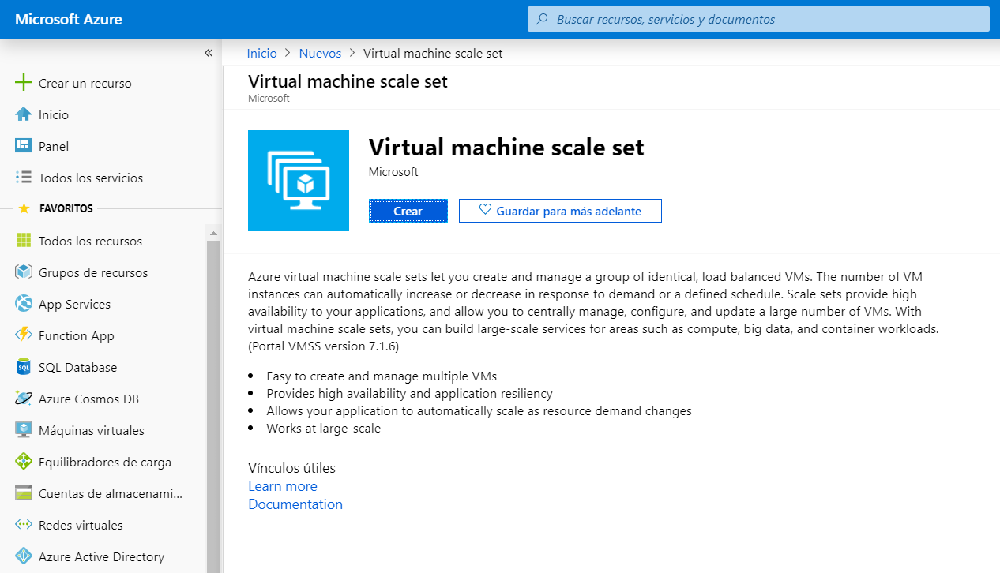 Microsoft Azure
Buscar recursos, servicios y documentos
«
Inicio > Nuevos > Virtual machine scale set
Crear un recurso
Inicio
Panel
Todos los servicios
FAVORITOS
Todos los recursos
Grupos de recursos
App Services
Function App
SQL
SQL Database
Azure Cosmos DB
Máquinas virtuales
Equilibradores de carga
Cuentas de almacenami...
Redes virtuales
Azure Active Directory
Virtual machine scale set
Microsoft
Virtual machine scale set
Microsoft
Crear
Guardar para más adelante
Azure virtual machine scale sets let you create and manage a group of identical, load balanced VMs. The number of VM
instances can automatically increase or decrease in response to demand or a defined schedule. Scale sets provide high
availability to your applications, and allow you to centrally manage, configure, and update a large number of VMs. With
virtual machine scale sets, you can build large-scale services for areas such as compute, big data, and container workloads.
(Portal VMSS version 7.1.6)
• Easy to create and manage multiple VMs
• Provides high availability and application resiliency
• Allows your application to automatically scale as resource demand changes
• Works at large-scale
Vínculos útiles
Learn more
Documentation